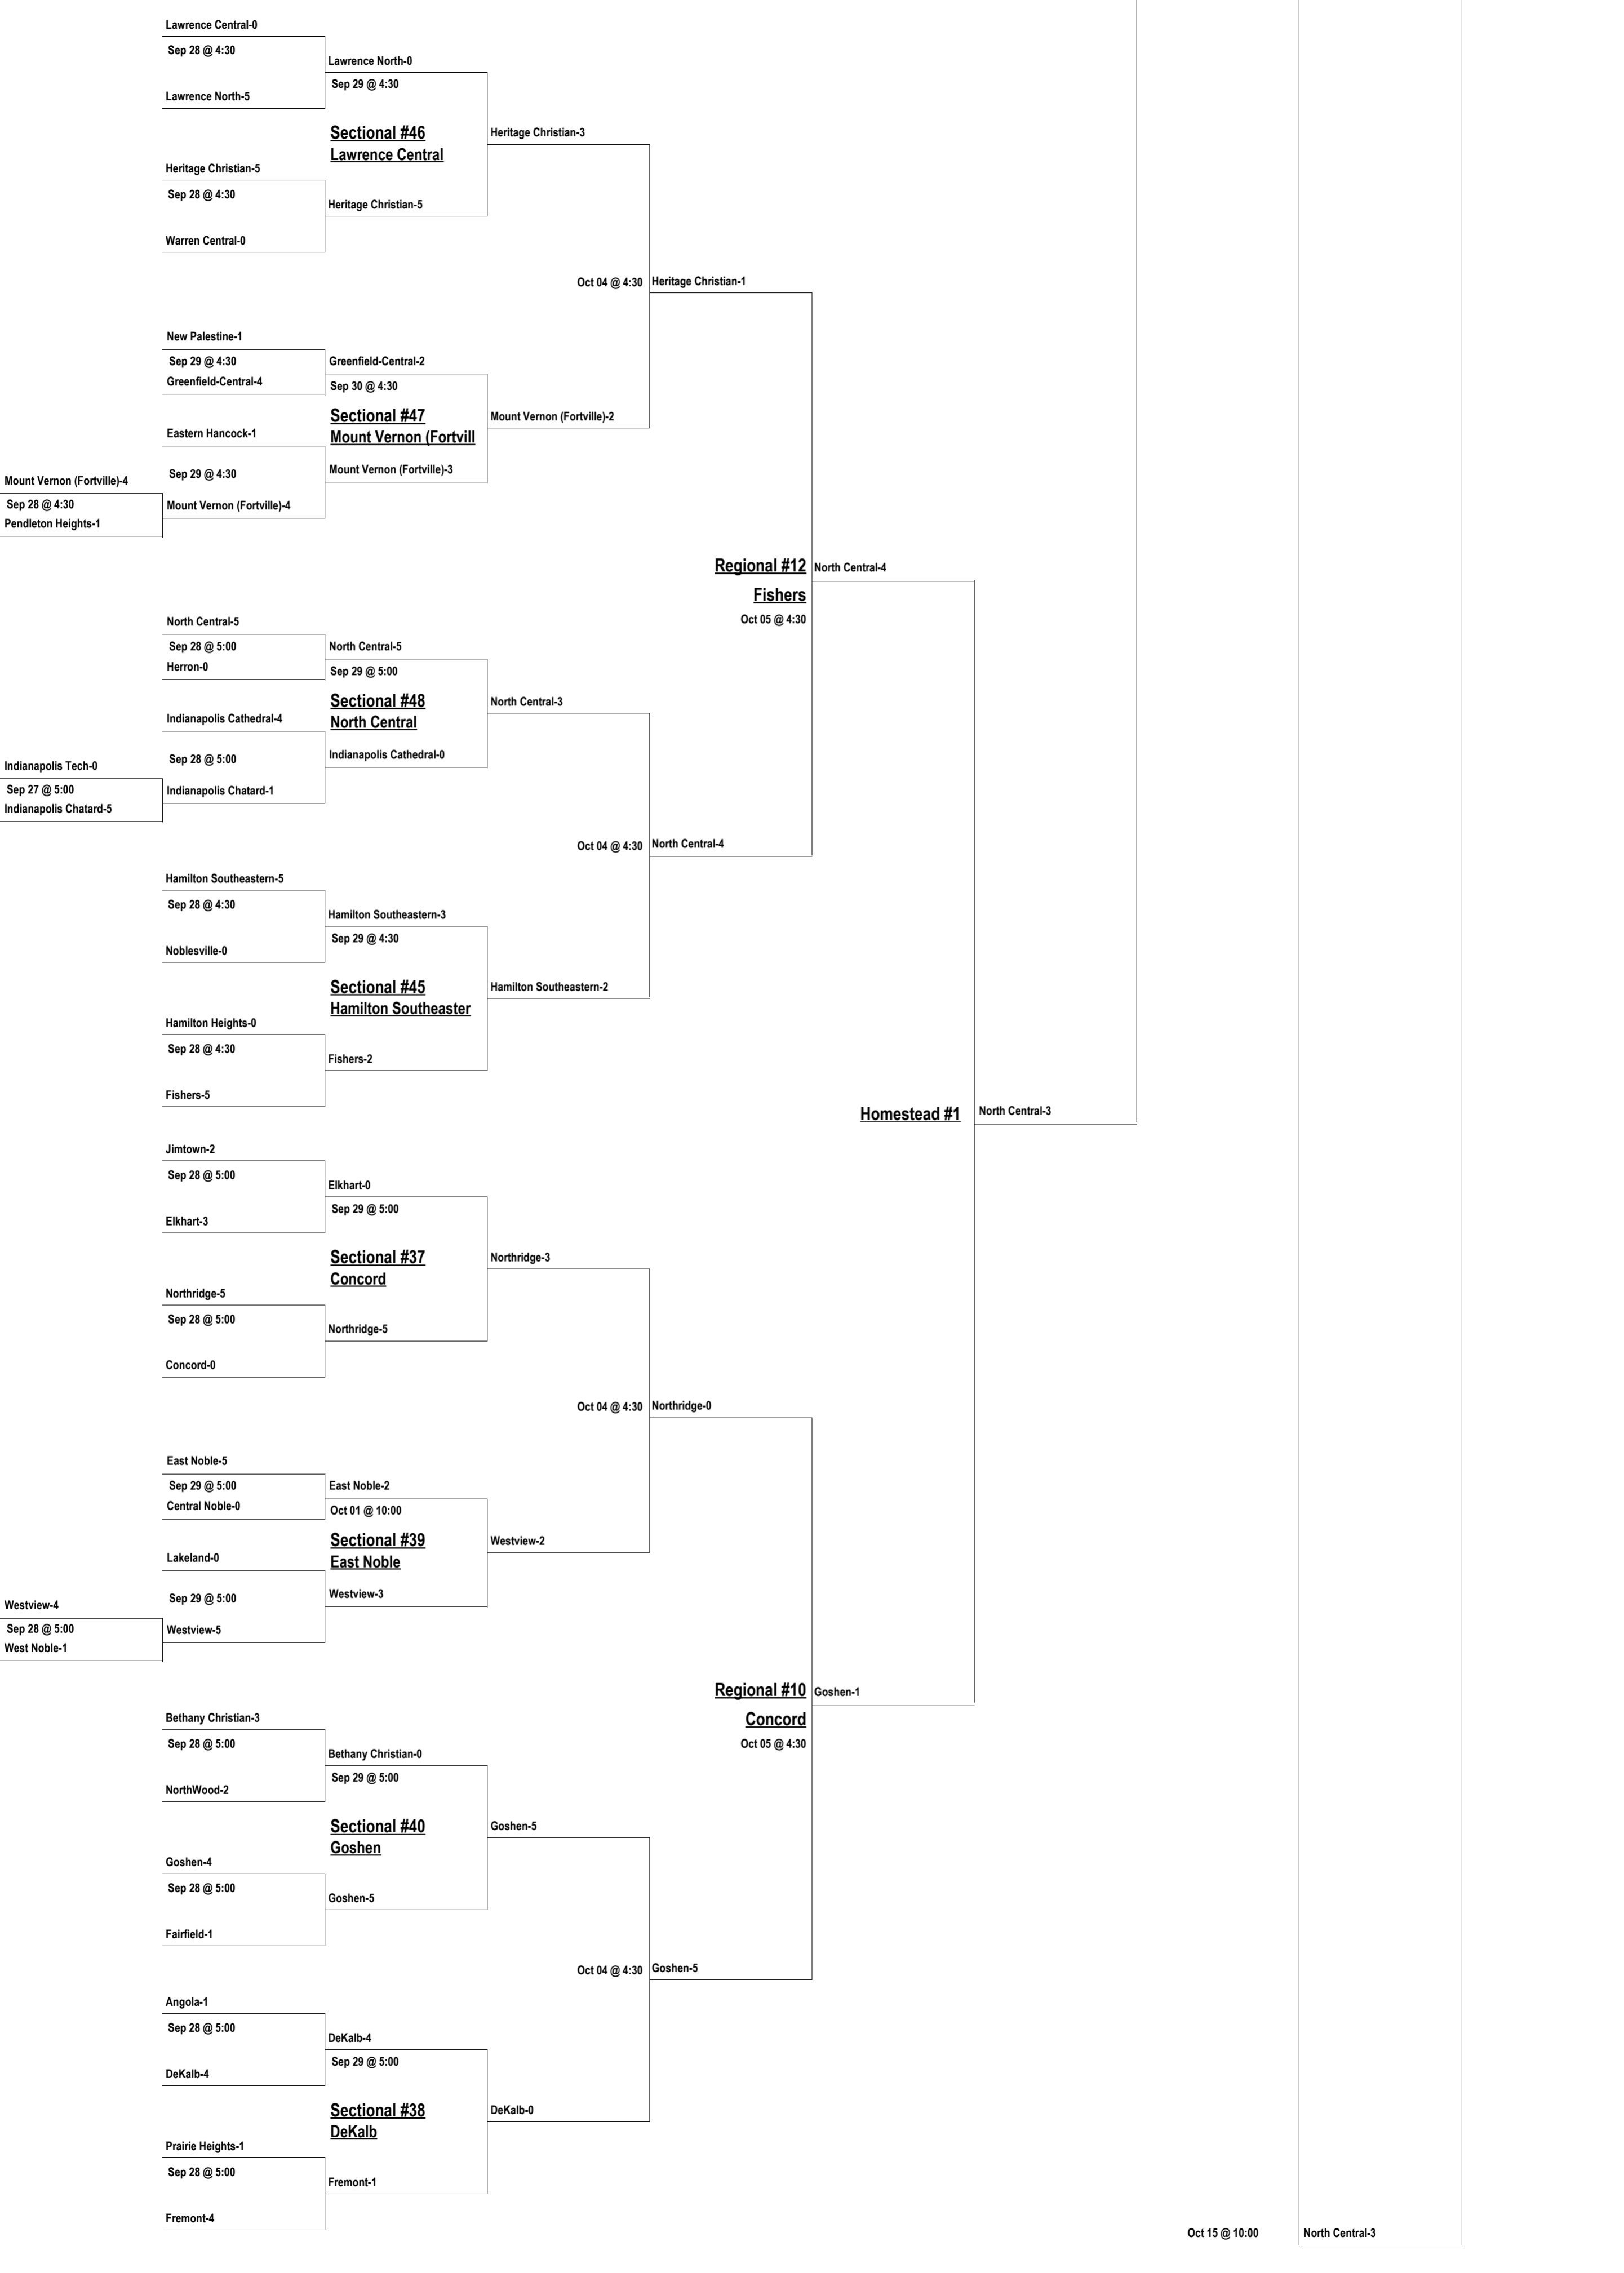 Lawrence Central-0
Sep 28 @ 4:30
Lawrence North-0
Sep 29 @ 4:30
Lawrence North-5
Sectional #46
Heritage Christian-3
Lawrence Central
Heritage Christian-5
Sep 28 @ 4:30
Heritage Christian-5
Warren Central-0
Oct 04 @ 4:30
Heritage Christian-1
New Palestine-1
Sep 29 @ 4:30
Greenfield-Central-2
Greenfield-Central-4
Sep 30 @ 4:30
Sectional #47
Mount Vernon (Fortville)-2
Eastern Hancock-1
Mount Vernon (Fortvill
Sep 29 @ 4:30
Mount Vernon (Fortville)-3
Mount Vernon (Fortville)-4
Sep 28 @ 4:30
Mount Vernon (Fortville)-4
Pendleton Heights-1
Regional #12
North Central-4
Fishers
Oct 05 @ 4:30
North Central-5
Sep 28 @ 5:00
North Central-5
Herron-0
Sep 29 @ 5:00
Sectional #48
North Central-3
Indianapolis Cathedral-4
North Central
Sep 28 @ 5:00
Indianapolis Cathedral-0
Indianapolis Tech-0
Sep 27 @ 5:00
Indianapolis Chatard-1
Indianapolis Chatard-5
Oct 04 @ 4:30
North Central-4
Hamilton Southeastern-5
Sep 28 @ 4:30
Hamilton Southeastern-3
Sep 29 @ 4:30
Noblesville-0
Sectional #45
Hamilton Southeastern-2
Hamilton Southeaster
Hamilton Heights-0
Sep 28 @ 4:30
Fishers-2
Fishers-5
Homestead #1
North Central-3
Jimtown-2
Sep 28 @ 5:00
Elkhart-0
Sep 29 @ 5:00
Elkhart-3
Sectional #37
Northridge-3
Concord
Northridge-5
Sep 28 @ 5:00
Northridge-5
Concord-0
Oct 04 @ 4:30
Northridge-0
East Noble-5
Sep 29 @ 5:00
East Noble-2
Central Noble-0
Oct 01 @ 10:00
Sectional #39
Westview-2
Lakeland-0
East Noble
Sep 29 @ 5:00
Westview-3
Westview-4
Sep 28 @ 5:00
Westview-5
West Noble-1
Regional #10
Goshen-1
Concord
Oct 05 @ 4:30
Bethany Christian-3
Sep 28 @ 5:00
Bethany Christian-0
Sep 29 @ 5:00
NorthWood-2
Sectional #40
Goshen-5
Goshen
Goshen-4
Sep 28 @ 5:00
Goshen-5
Fairfield-1
Oct 04 @ 4:30
Goshen-5
Angola-1
Sep 28 @ 5:00
DeKalb-4
Sep 29 @ 5:00
DeKalb-4
Sectional #38
DeKalb-0
DeKalb
Prairie Heights-1
Sep 28 @ 5:00
Fremont-1
Fremont-4
Oct 15 @ 10:00
North Central-3